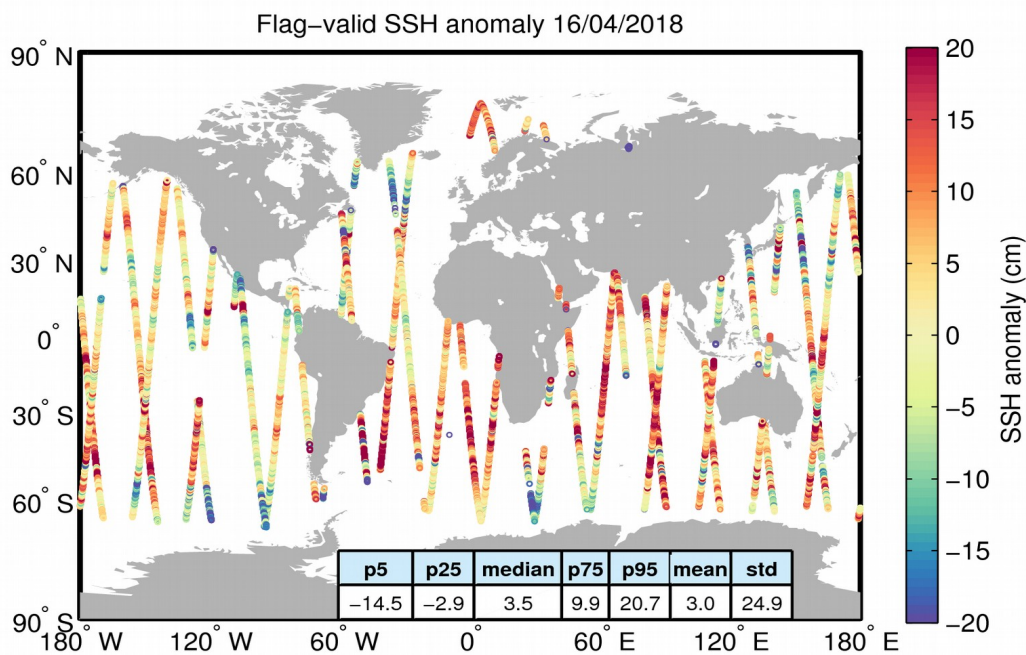 Flag−valid SSH anomaly 16/04/2018
90° N
60° N
30° N
0°
30° S
60° S
90° S
180° W
120° W
60° W
0°
60° E
120° E
180° E
p5 p25 median p75 p95 mean std
−14.5 −2.9 3.5 9.9 20.7 3.0 24.9
20
15
10
5
0
−5
−10
−15
−20
SSH anomaly (cm)